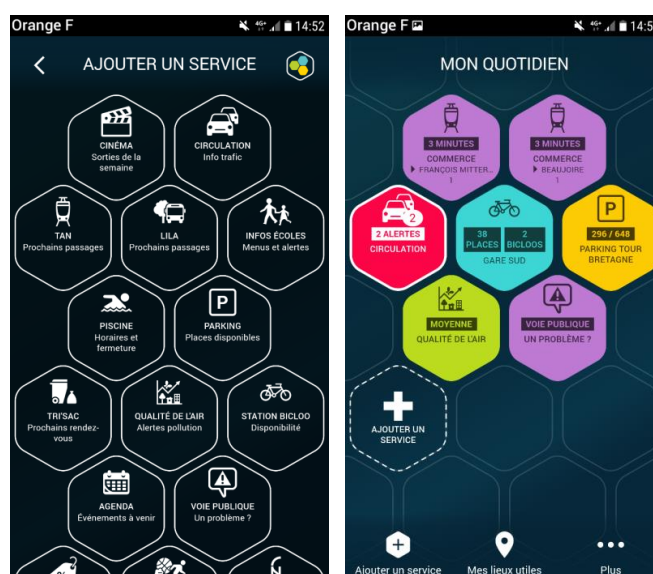 Orange F
4G+
14:52
AJOUTER UN SERVICE
CINÉMA
Sorties de la
semaine
CIRCULATION
Info trafic
TAN
Prochains passages
LILA
Prochains passages
INFOS ÉCOLES
Menus et alertes
PISCINE
Horaires et
fermeture
P
PARKING
Places disponibles
TRI'SAC
Prochains rendez-
vous
QUALITÉ DE L'AIR
Alertes pollution
STATION BICLOO
Disponibilité
AGENDA
Événements à venir
VOIE PUBLIQUE
Un problème ?
%
Orange F
4G+
14:5
MON QUOTIDIEN
3 MINUTES
COMMERCE
FRANÇOIS MITTER...
1
3 MINUTES
COMMERCE
BEAUJOIRE
1
2
2 ALERTES
CIRCULATION
38
PLACES
2
BICLOOS
GARE SUD
P
296 / 648
PARKING TOUR
BRETAGNE
MOYENNE
QUALITÉ DE L'AIR
VOIE PUBLIQUE
UN PROBLÈME ?
AJOUTER UN
SERVICE
Ajouter un service
Mes lieux utiles
Plus